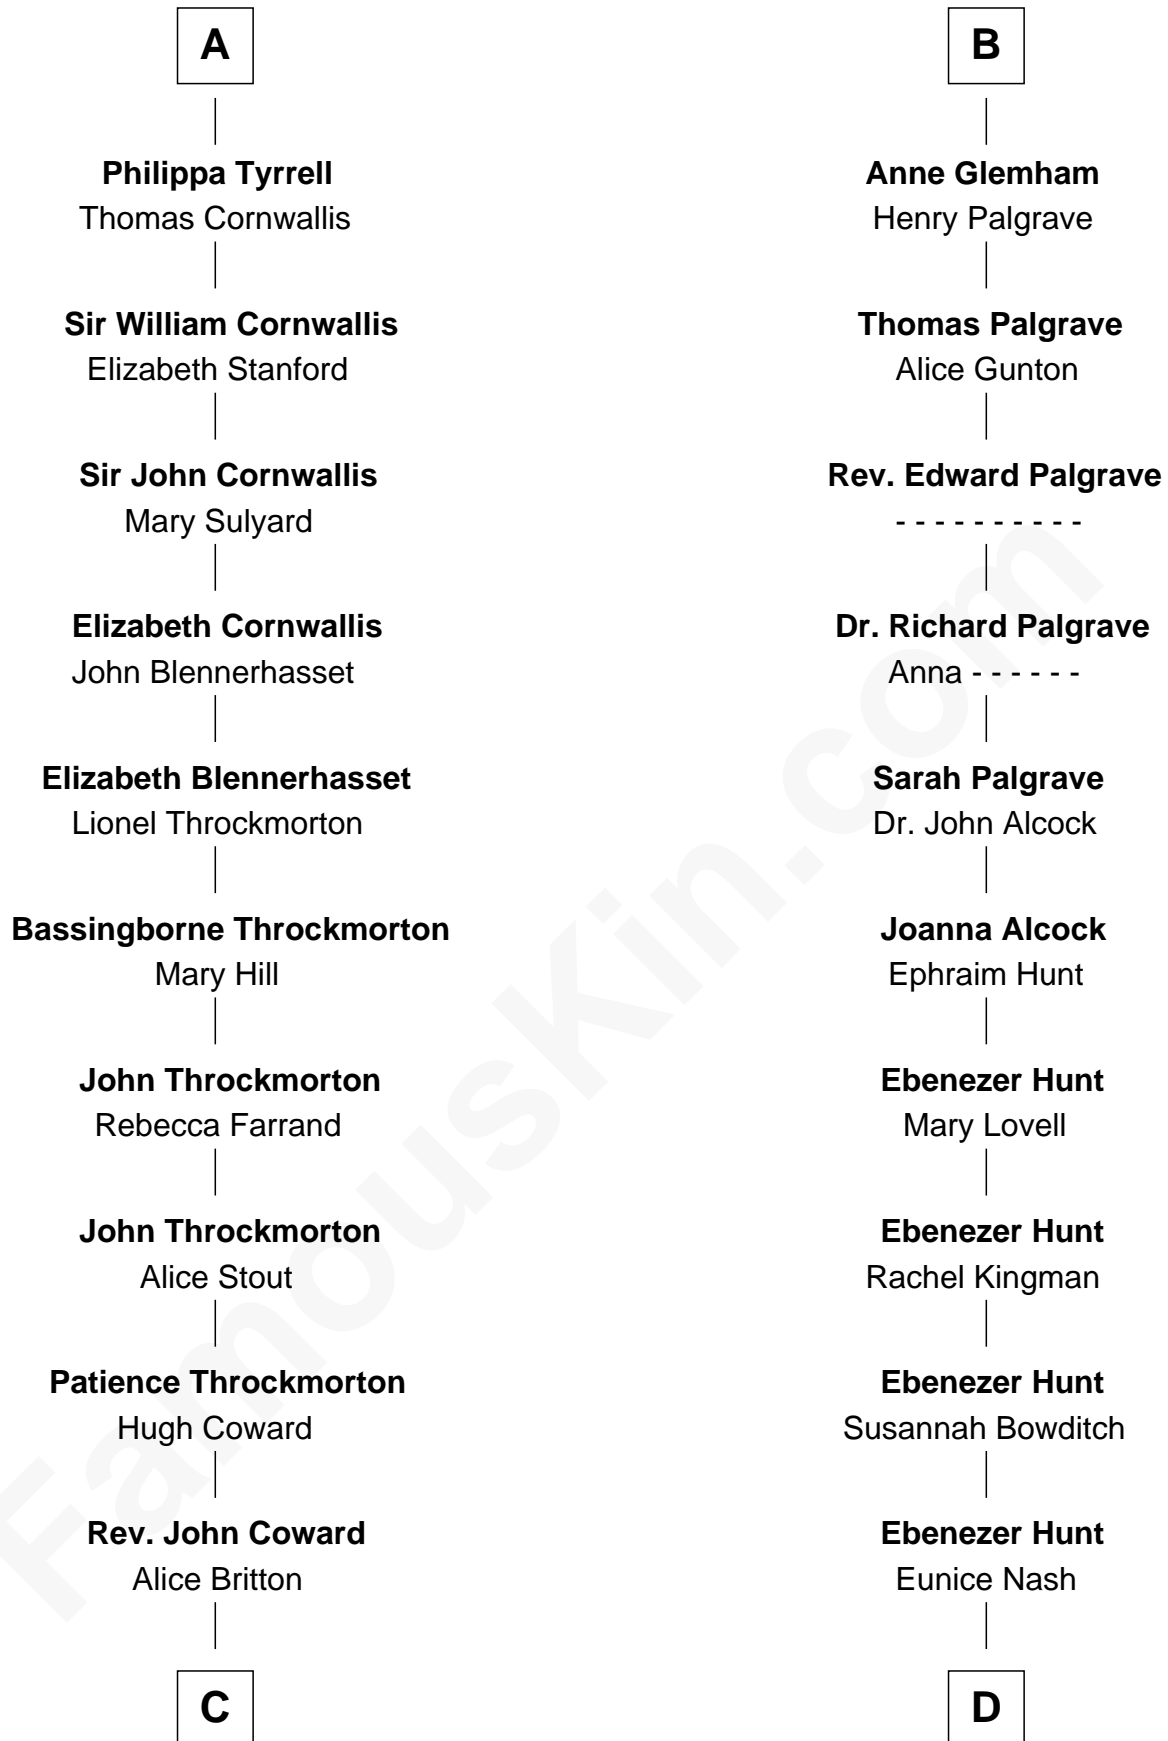 A
Philippa Tyrrell
Thomas Cornwallis
Sir William Cornwallis
Elizabeth Stanford
Sir John Cornwallis
Mary Sulyard
Elizabeth Cornwallis
John Blennerhasset
Elizabeth Blennerhasset
Lionel Throckmorton
Bassingborne Throckmorton
Mary Hill
John Throckmorton
Rebecca Farrand
John Throckmorton
Alice Stout
Patience Throckmorton
Hugh Coward
Rev. John Coward
Alice Britton
C
B
Anne Glemham
Henry Palgrave
Thomas Palgrave
Alice Gunton
Rev. Edward Palgrave
- - - - - - - - - -
Dr. Richard Palgrave
Anna - - - - - -
Sarah Palgrave
Dr. John Alcock
Joanna Alcock
Ephraim Hunt
Ebenezer Hunt
Mary Lovell
Ebenezer Hunt
Rachel Kingman
Ebenezer Hunt
Susannah Bowditch
Ebenezer Hunt
Eunice Nash
D
FamousKin.com